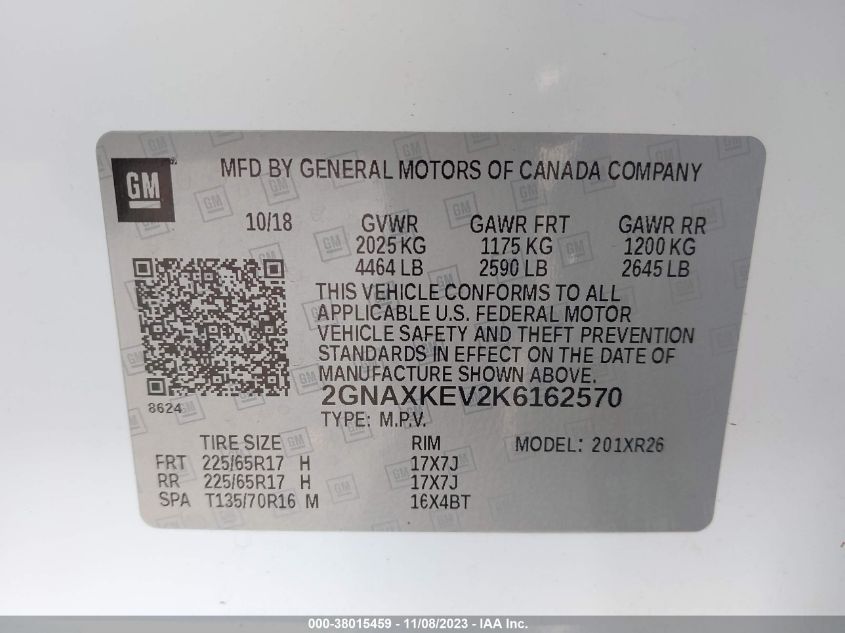 GM
MFD BY GENERAL MOTORS OF CANADA COMPANY
10/18 GVWR GAWR FRT GAWR RR
2025 KG 1175 KG 1200 KG
4464 LB 2590 LB 2645 LB
THIS VEHICLE CONFORMS TO ALL
APPLICABLE U.S. FEDERAL MOTOR
VEHICLE SAFETY AND THEFT PREVENTION
STANDARDS IN EFFECT ON THE DATE OF
MANUFACTURE SHOWN ABOVE.
8624
2GNAXKEV2K6162570
TYPE: M.P.V.
TIRE SIZE RIM MODEL: 201XR26
FRT 225/65R17 H 17X7J
RR 225/65R17 H 17X7J
SPA T135/70R16 M 16X4BT
000-38015459 - 11/08/2023 - IAA Inc.